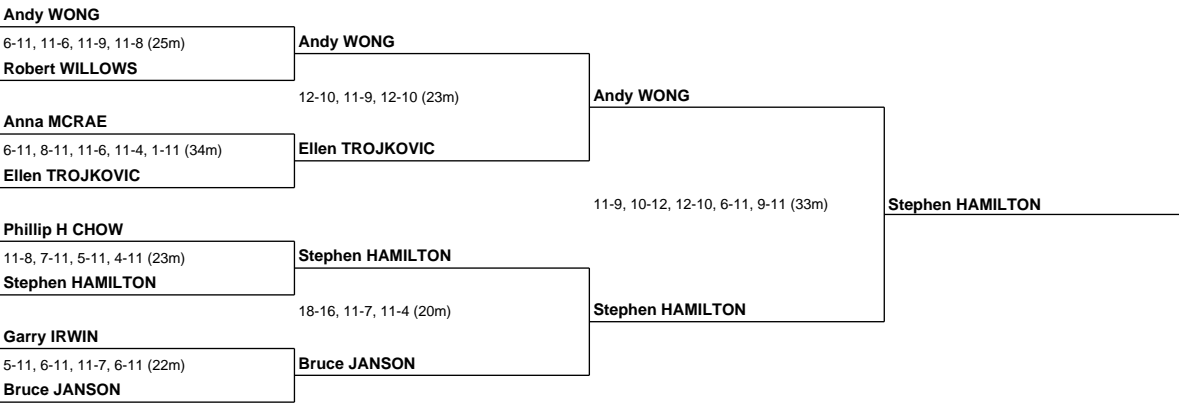 Andy WONG
6-11, 11-6, 11-9, 11-8 (25m)
Robert WILLOWS
Andy WONG
12-10, 11-9, 12-10 (23m)
Andy WONG
Anna MCRAE
6-11, 8-11, 11-6, 11-4, 1-11 (34m)
Ellen TROJKOVIC
Ellen TROJKOVIC
11-9, 10-12, 12-10, 6-11, 9-11 (33m)
Stephen HAMILTON
Phillip H CHOW
11-8, 7-11, 5-11, 4-11 (23m)
Stephen HAMILTON
Stephen HAMILTON
18-16, 11-7, 11-4 (20m)
Stephen HAMILTON
Garry IRWIN
5-11, 6-11, 11-7, 6-11 (22m)
Bruce JANSON
Bruce JANSON